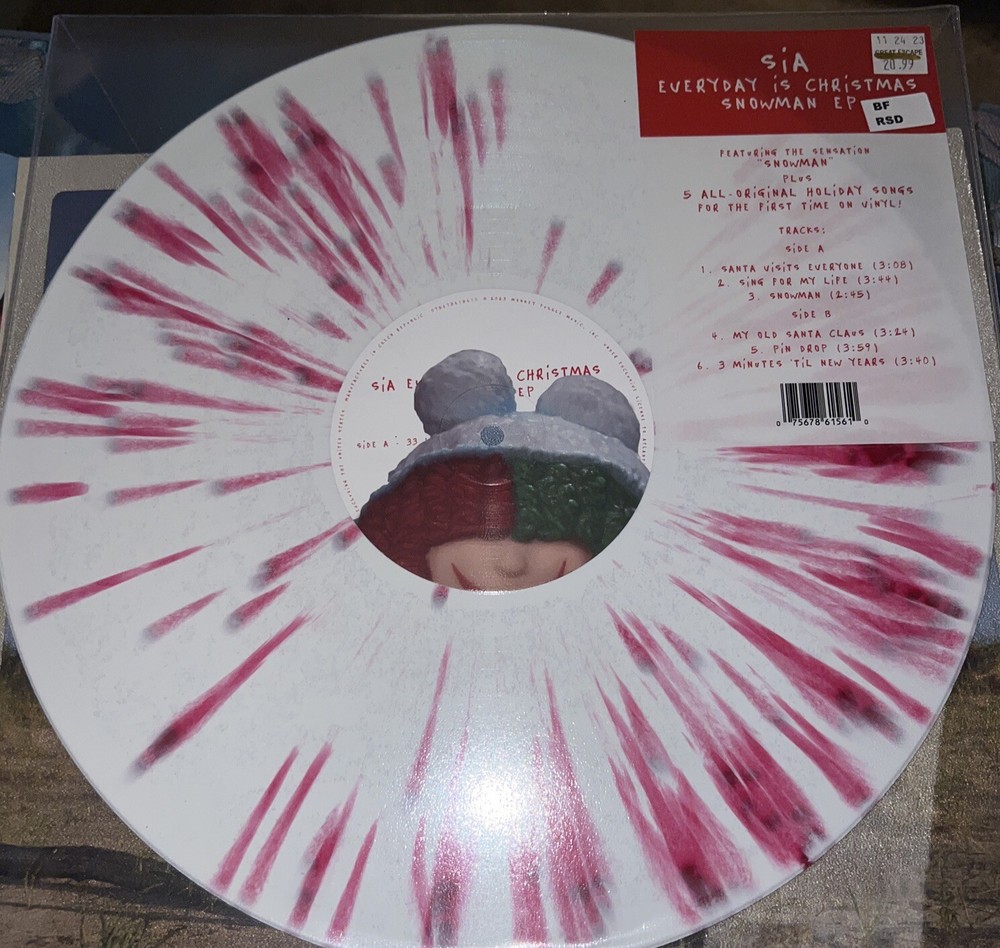 11 24 23
GREAT ESCAPE
20.99
SiA
EVERYDAY iS CHRiSTMAS
SNOWMAN EP
BF
RSD
FEATURiNG THE SENSATiON
"SNOWMAN"
PLUS
5 ALL-ORiGiNAL HOLiDAY SONGS
FOR THE FiRST TiME ON ViNYL!
TRACKS:
SiDE A
1. SANTA ViSiTS EVERYONE (3:08)
2. SiNG FOR MY LiFE (3:44)
3. SNOWMAN (2:45)
SiDE B
4. MY OLD SANTA CLAUS (3:24)
5. PiN DROP (3:59)
6. 3 MiNUTES 'TiL NEW YEARS (3:40)
0 75678 61561 0
SiA E CHRiSTMAS
EP
SiDE A : 33